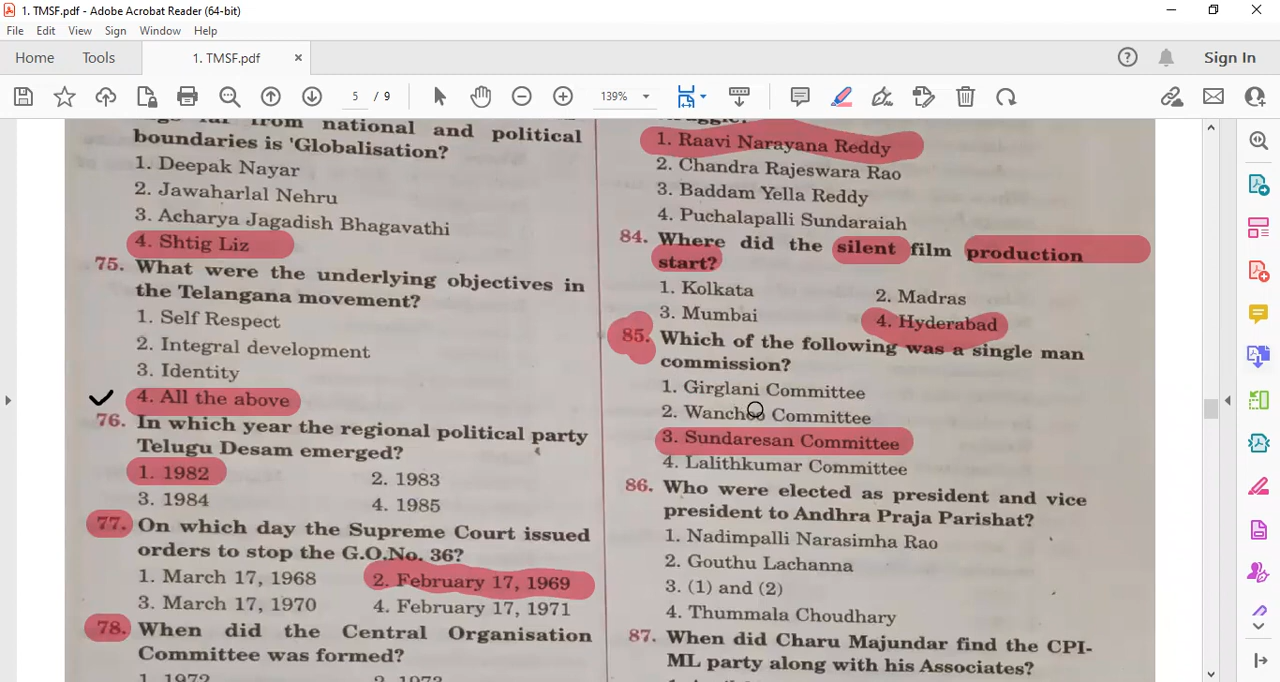 1. TMSF.pdf - Adobe Acrobat Reader (64-bit)
File Edit View Sign Window Help
Home Tools 1. TMSF.pdf × Sign In
5 / 9 139%
from national and political
boundaries is 'Globalisation?
1. Deepak Nayar
2. Jawaharlal Nehru
3. Acharya Jagadish Bhagavathi
4. Shtig Liz
75. What were the underlying objectives in
the Telangana movement?
1. Self Respect
2. Integral development
3. Identity
4. All the above
76. In which year the regional political party
Telugu Desam emerged?
1. 1982 2. 1983
3. 1984 4. 1985
77. On which day the Supreme Court issued
orders to stop the G.O.No. 36?
1. March 17, 1968 2. February 17, 1969
3. March 17, 1970 4. February 17, 1971
78. When did the Central Organisation
Committee was formed?
1. 1972 2. 1973
1. Raavi Narayana Reddy
2. Chandra Rajeswara Rao
3. Baddam Yella Reddy
4. Puchalapalli Sundaraiah
84. Where did the silent film production
start?
1. Kolkata 2. Madras
3. Mumbai 4. Hyderabad
85. Which of the following was a single man
commission?
1. Girglani Committee
2. Wanchoo Committee
3. Sundaresan Committee
4. Lalithkumar Committee
86. Who were elected as president and vice
president to Andhra Praja Parishat?
1. Nadimpalli Narasimha Rao
2. Gouthu Lachanna
3. (1) and (2)
4. Thummala Choudhary
87. When did Charu Majundar find the CPI-
ML party along with his Associates?